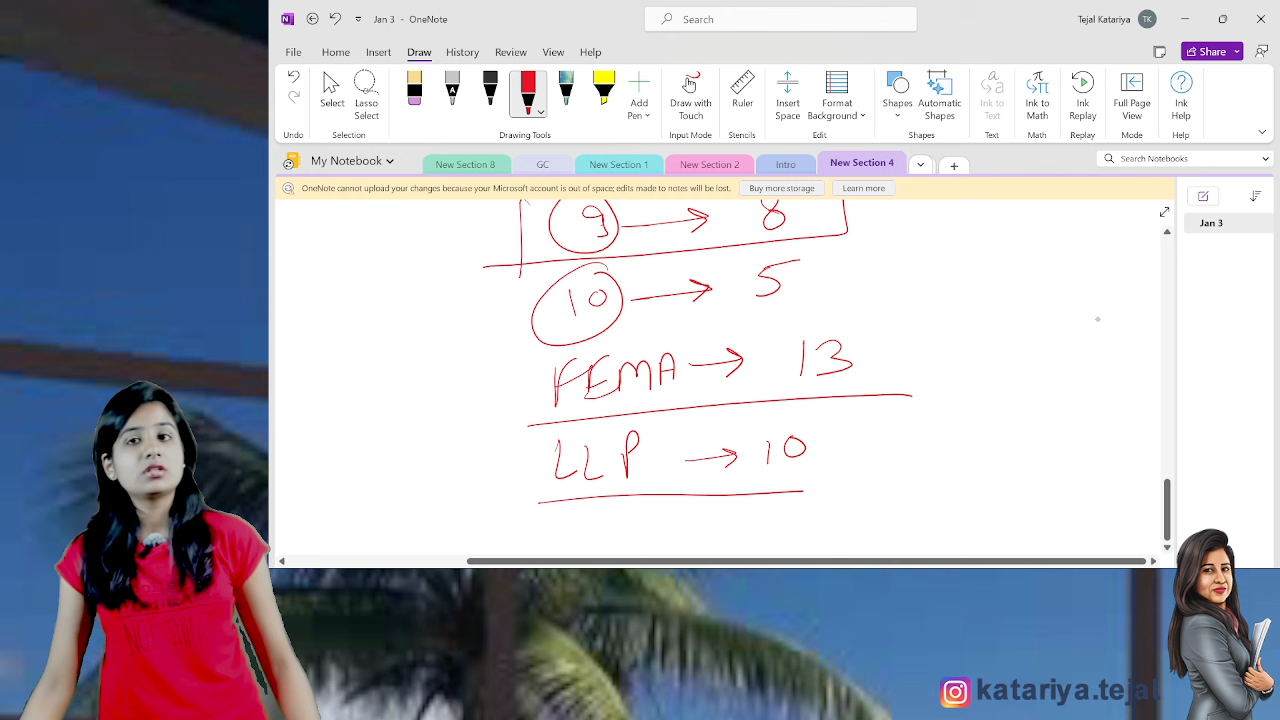 Jan 3 - OneNote
Search
Tejal Katariya TK
File Home Insert Draw History Review View Help
Share
Undo
Select
Lasso Select
Selection
Drawing Tools
Add Pen
Draw with Touch
Input Mode
Ruler
Stencils
Insert Space
Format Background
Edit
Shapes
Automatic Shapes
Shapes
Ink to Text
Text
Ink to Math
Math
Ink Replay
Replay
Full Page View
Mode
Ink Help
Help
My Notebook Section 8 GC New Section 1 New Section 2 Intro New Section 4 + Search Notebooks
OneNote cannot upload your changes because your Microsoft account is out of space; edits made to notes will be lost. Buy more storage Learn more
Jan 3
9 → 8
10 → 5
FEMA → 13
LLP → 10
katariya.tejal